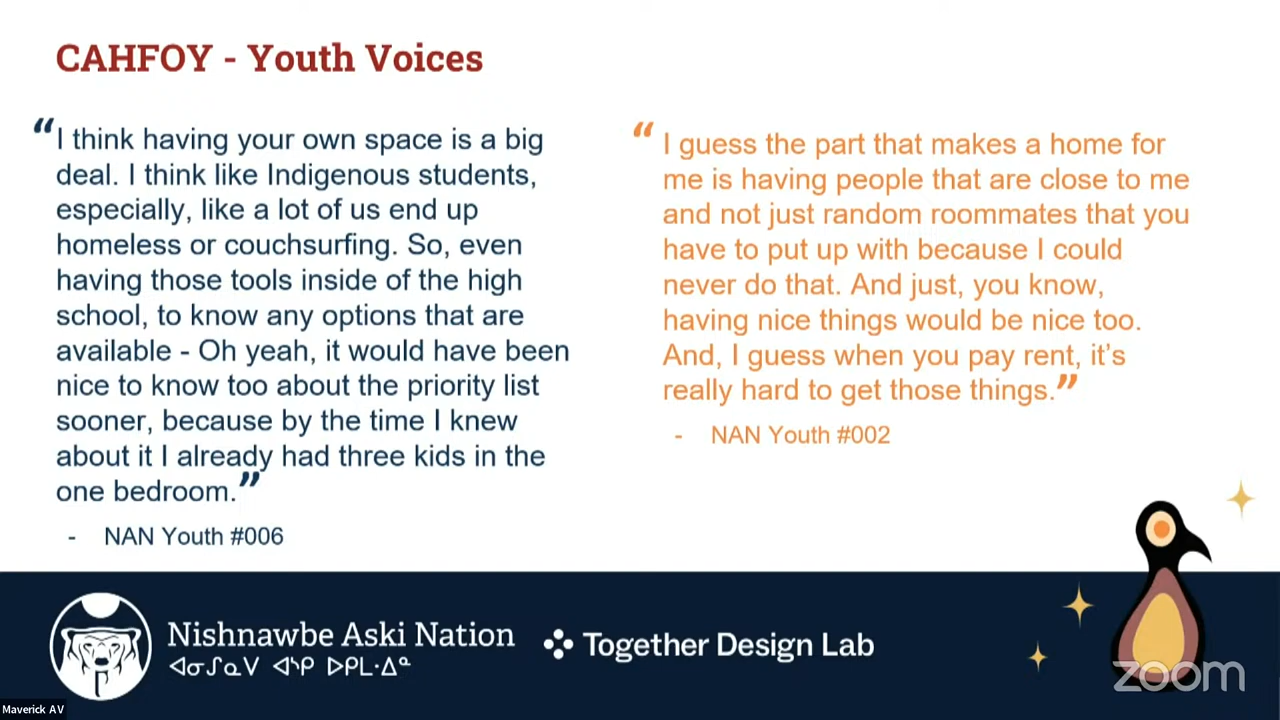 CAHFOY - Youth Voices
“I think having your own space is a big
deal. I think like Indigenous students,
especially, like a lot of us end up
homeless or couchsurfing. So, even
having those tools inside of the high
school, to know any options that are
available - Oh yeah, it would have been
nice to know too about the priority list
sooner, because by the time I knew
about it I already had three kids in the
one bedroom.”
- NAN Youth #006
“I guess the part that makes a home for
me is having people that are close to me
and not just random roommates that you
have to put up with because I could
never do that. And just, you know,
having nice things would be nice too.
And, I guess when you pay rent, it’s
really hard to get those things.”
- NAN Youth #002
Nishnawbe Aski Nation
ᐊᓂᔑᓇᐯ ᐊᔅᑭ ᐅᑭᒪᐧᐃᓐ
Together Design Lab
zoom
Maverick AV